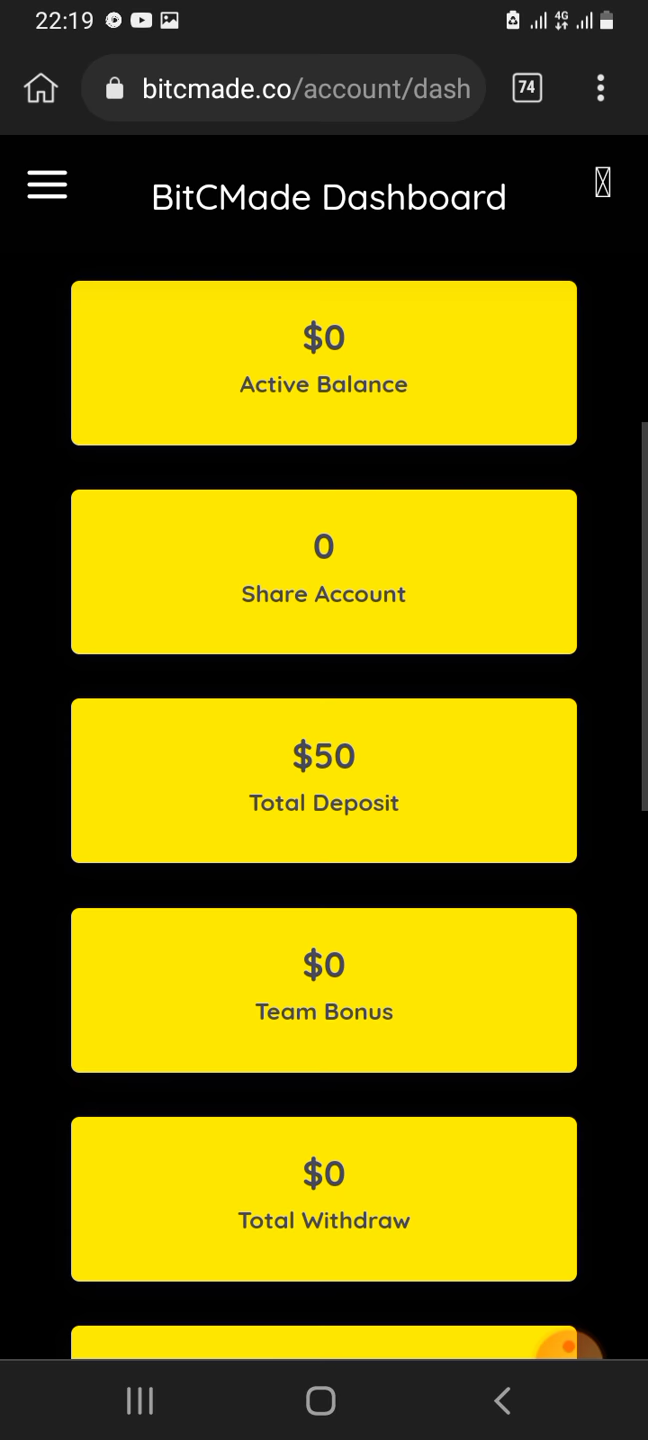 22:19
4G
bitcmade.co/account/dash
74
BitCMade Dashboard
$0
Active Balance
0
Share Account
$50
Total Deposit
$0
Team Bonus
$0
Total Withdraw